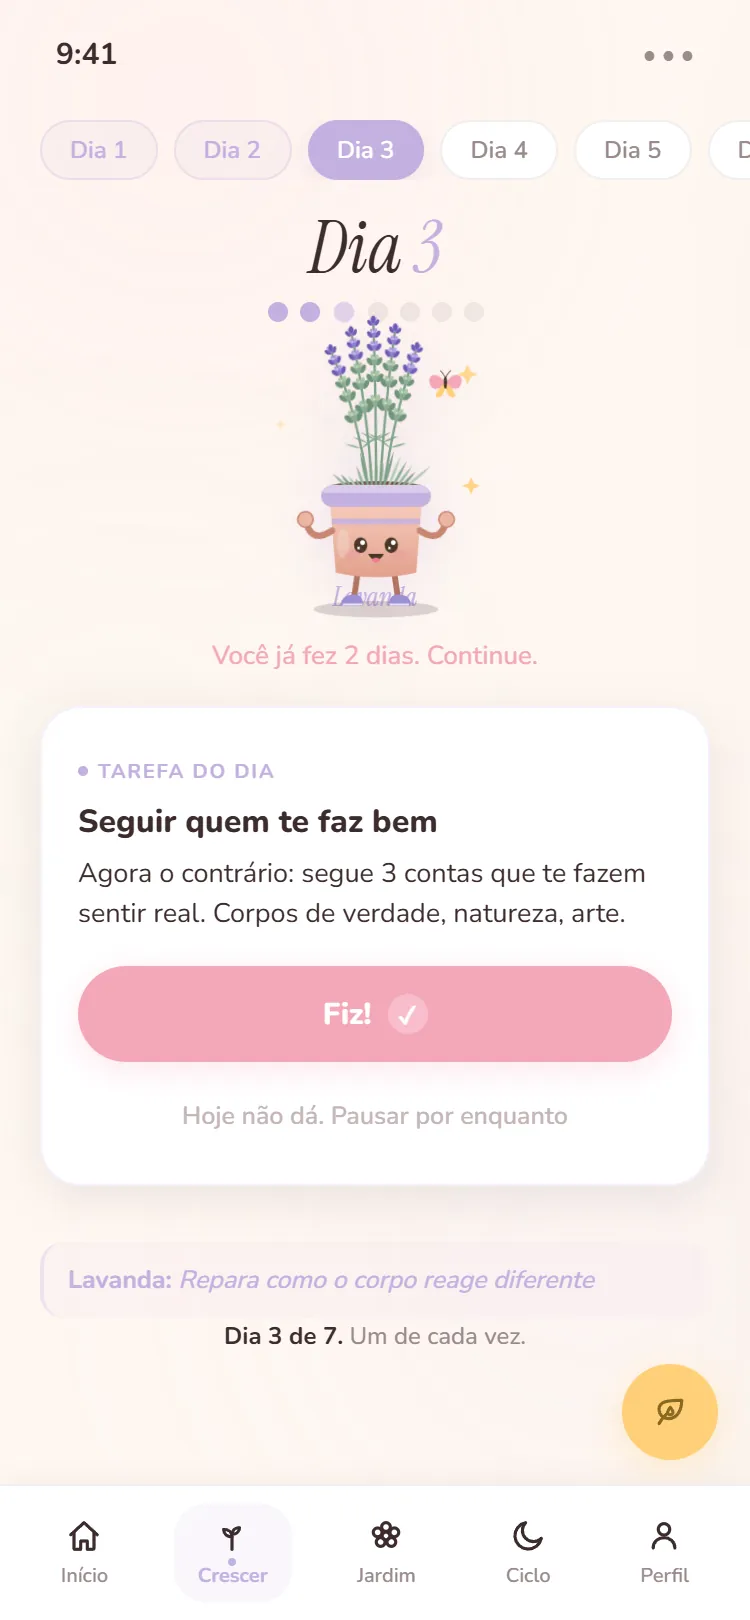 9:41
Dia 1
Dia 2
Dia 3
Dia 4
Dia 5
D
Dia 3
Lavanda
Você já fez 2 dias. Continue.
TAREFA DO DIA
Seguir quem te faz bem
Agora o contrário: segue 3 contas que te fazem
sentir real. Corpos de verdade, natureza, arte.
Fiz!
Hoje não dá. Pausar por enquanto
Lavanda: Repara como o corpo reage diferente
Dia 3 de 7. Um de cada vez.
Início
Crescer
Jardim
Ciclo
Perfil